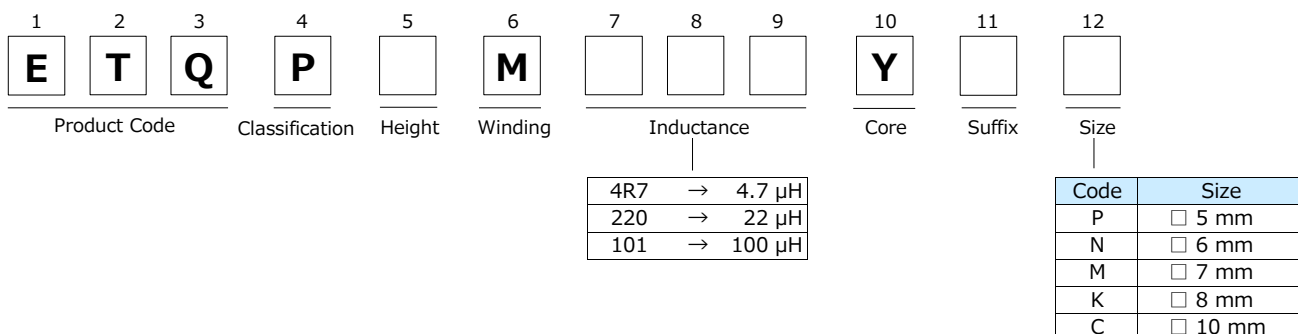 1 2 3 4 5 6 7 8 9 10 11 12
E T Q P M Y
Product Code Classification Height Winding Inductance Core Suffix Size
4R7 → 4.7 µH
220 → 22 µH
101 → 100 µH
Code Size
P □ 5 mm
N □ 6 mm
M □ 7 mm
K □ 8 mm
C □ 10 mm